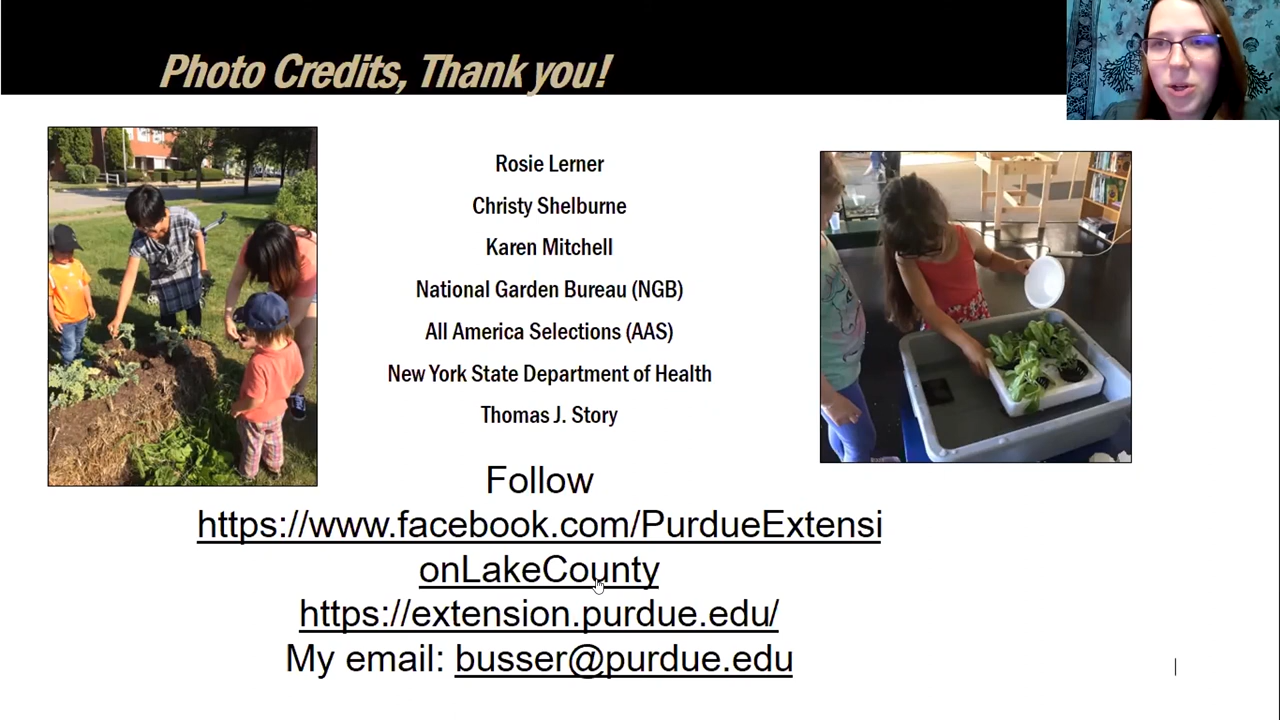 Photo Credits, Thank you!
Rosie Lerner
Christy Shelburne
Karen Mitchell
National Garden Bureau (NGB)
All America Selections (AAS)
New York State Department of Health
Thomas J. Story
Follow
https://www.facebook.com/PurdueExtensi
onLakeCounty
https://extension.purdue.edu/
My email: busser@purdue.edu